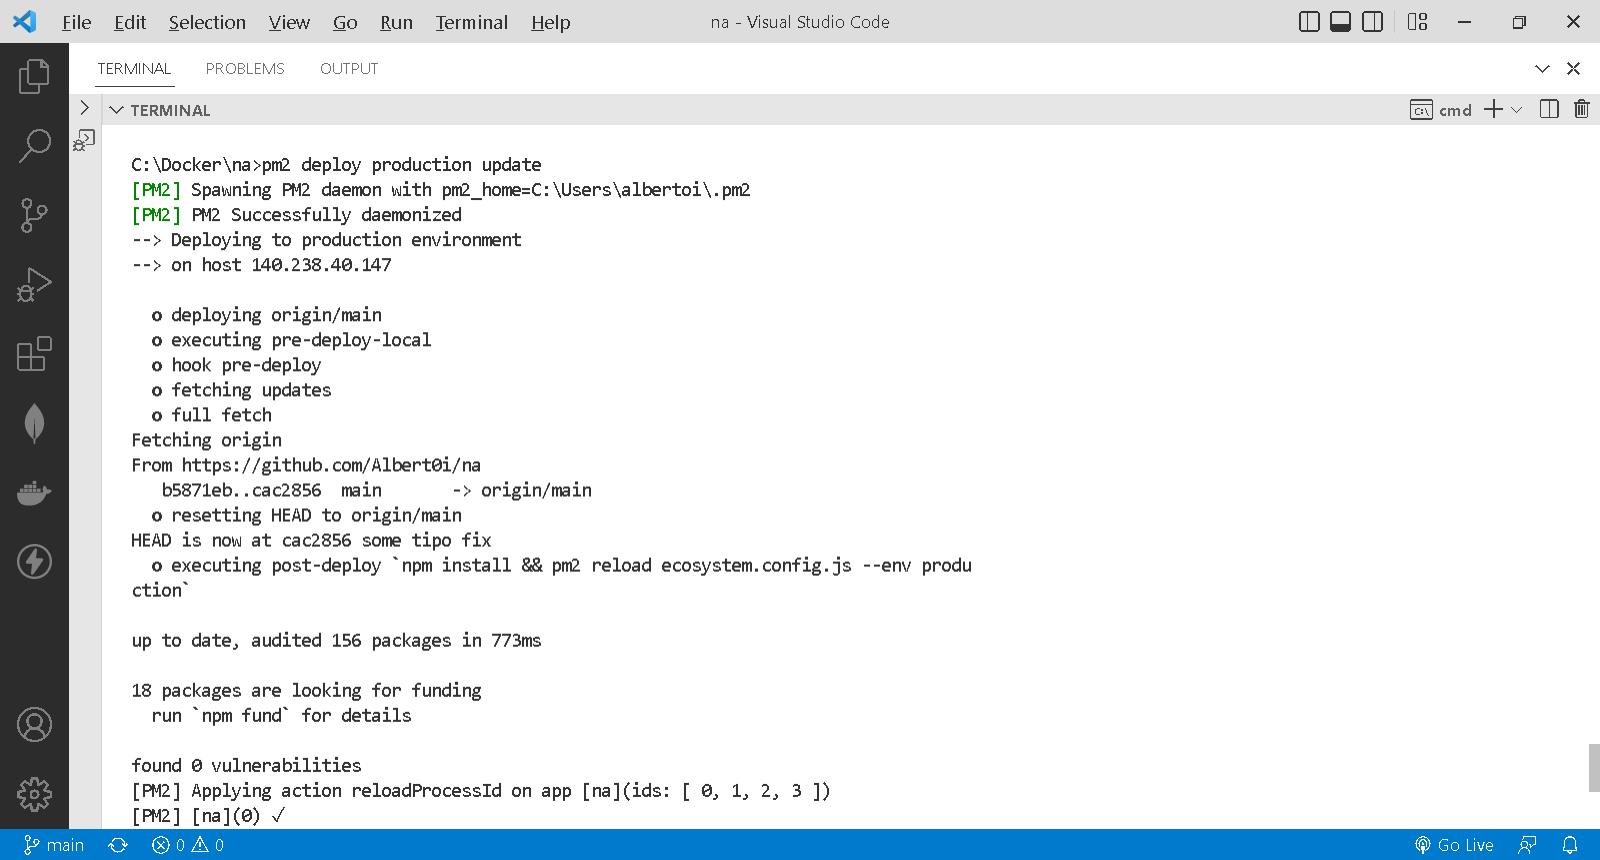 File Edit Selection View Go Run Terminal Help na - Visual Studio Code
TERMINAL PROBLEMS OUTPUT
TERMINAL cmd
C:\Docker\na>pm2 deploy production update
[PM2] Spawning PM2 daemon with pm2_home=C:\Users\albertoi\.pm2
[PM2] PM2 Successfully daemonized
--> Deploying to production environment
--> on host 140.238.40.147
o deploying origin/main
o executing pre-deploy-local
o hook pre-deploy
o fetching updates
o full fetch
Fetching origin
From https://github.com/Albert0i/na
b5871eb..cac2856 main -> origin/main
o resetting HEAD to origin/main
HEAD is now at cac2856 some tipo fix
o executing post-deploy `npm install && pm2 reload ecosystem.config.js --env produ
ction`
up to date, audited 156 packages in 773ms
18 packages are looking for funding
run `npm fund` for details
found 0 vulnerabilities
[PM2] Applying action reloadProcessId on app [na](ids: [ 0, 1, 2, 3 ])
[PM2] [na](0) ✓
main 0 0 Go Live